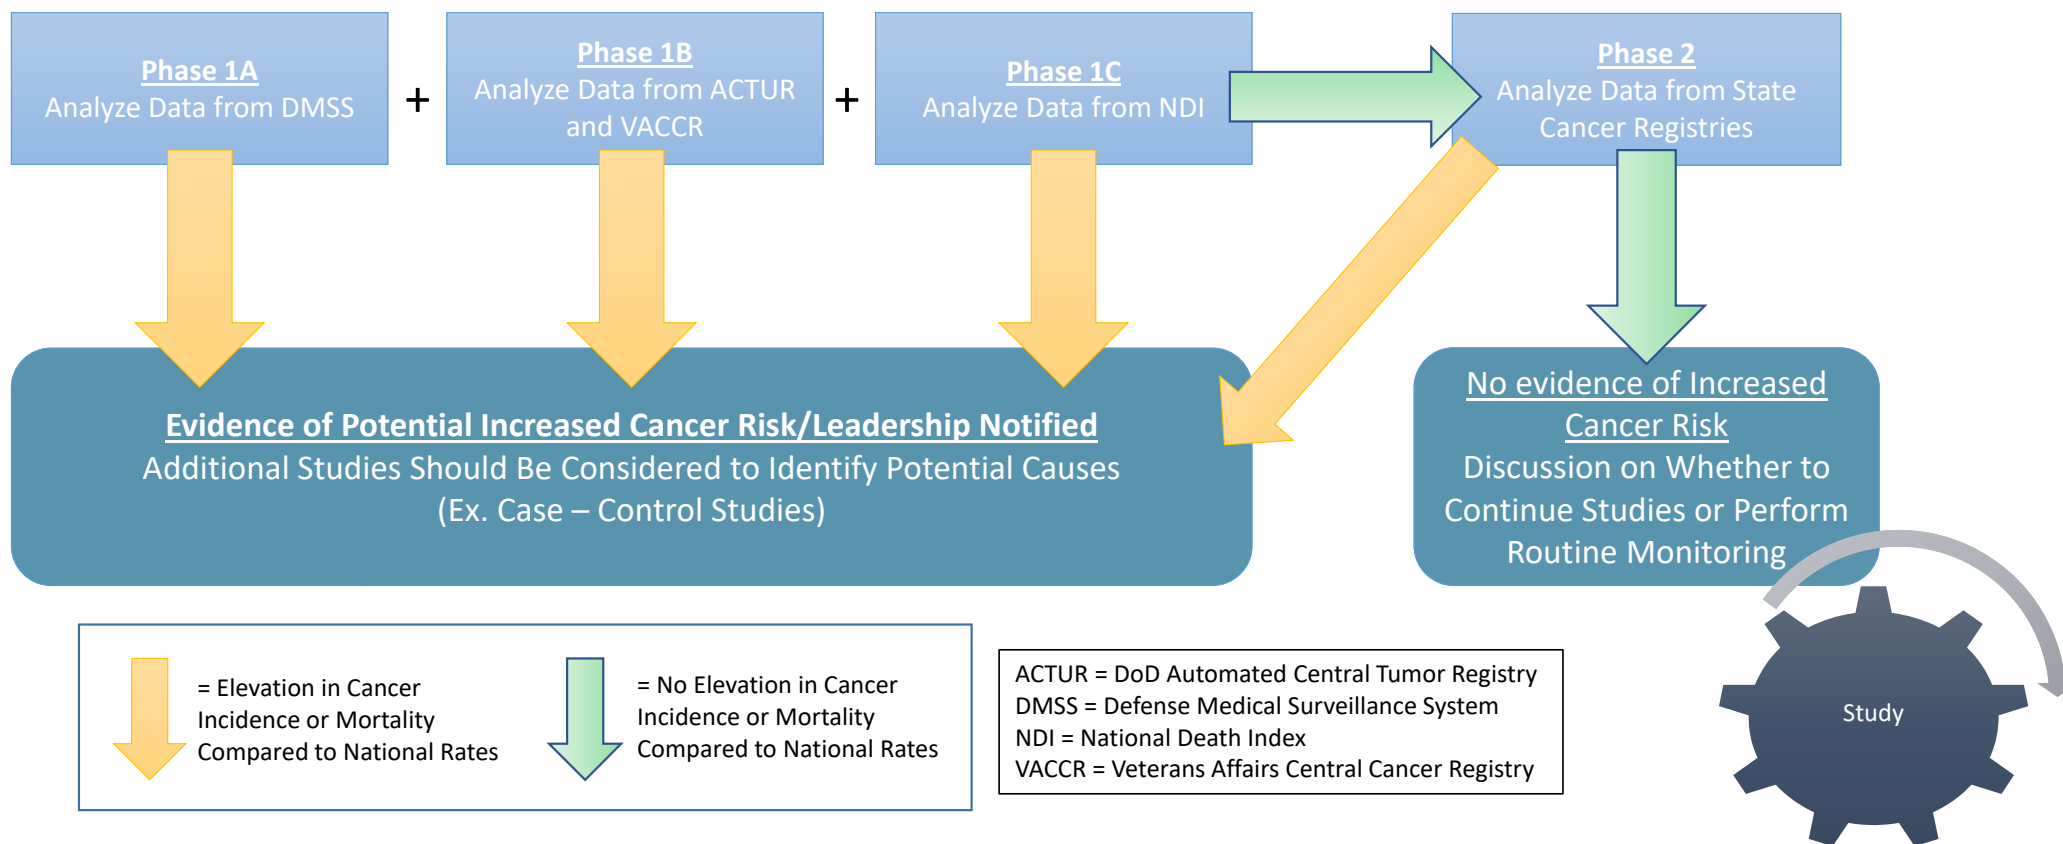 Phase 1A
Analyze Data from DMSS
+
Phase 1B
Analyze Data from ACTUR
and VACCR
+
Phase 1C
Analyze Data from NDI
Phase 2
Analyze Data from State
Cancer Registries
Evidence of Potential Increased Cancer Risk/Leadership Notified
Additional Studies Should Be Considered to Identify Potential Causes
(Ex. Case – Control Studies)
No evidence of Increased
Cancer Risk
Discussion on Whether to
Continue Studies or Perform
Routine Monitoring
= Elevation in Cancer
Incidence or Mortality
Compared to National Rates
= No Elevation in Cancer
Incidence or Mortality
Compared to National Rates
ACTUR = DoD Automated Central Tumor Registry
DMSS = Defense Medical Surveillance System
NDI = National Death Index
VACCR = Veterans Affairs Central Cancer Registry
Study